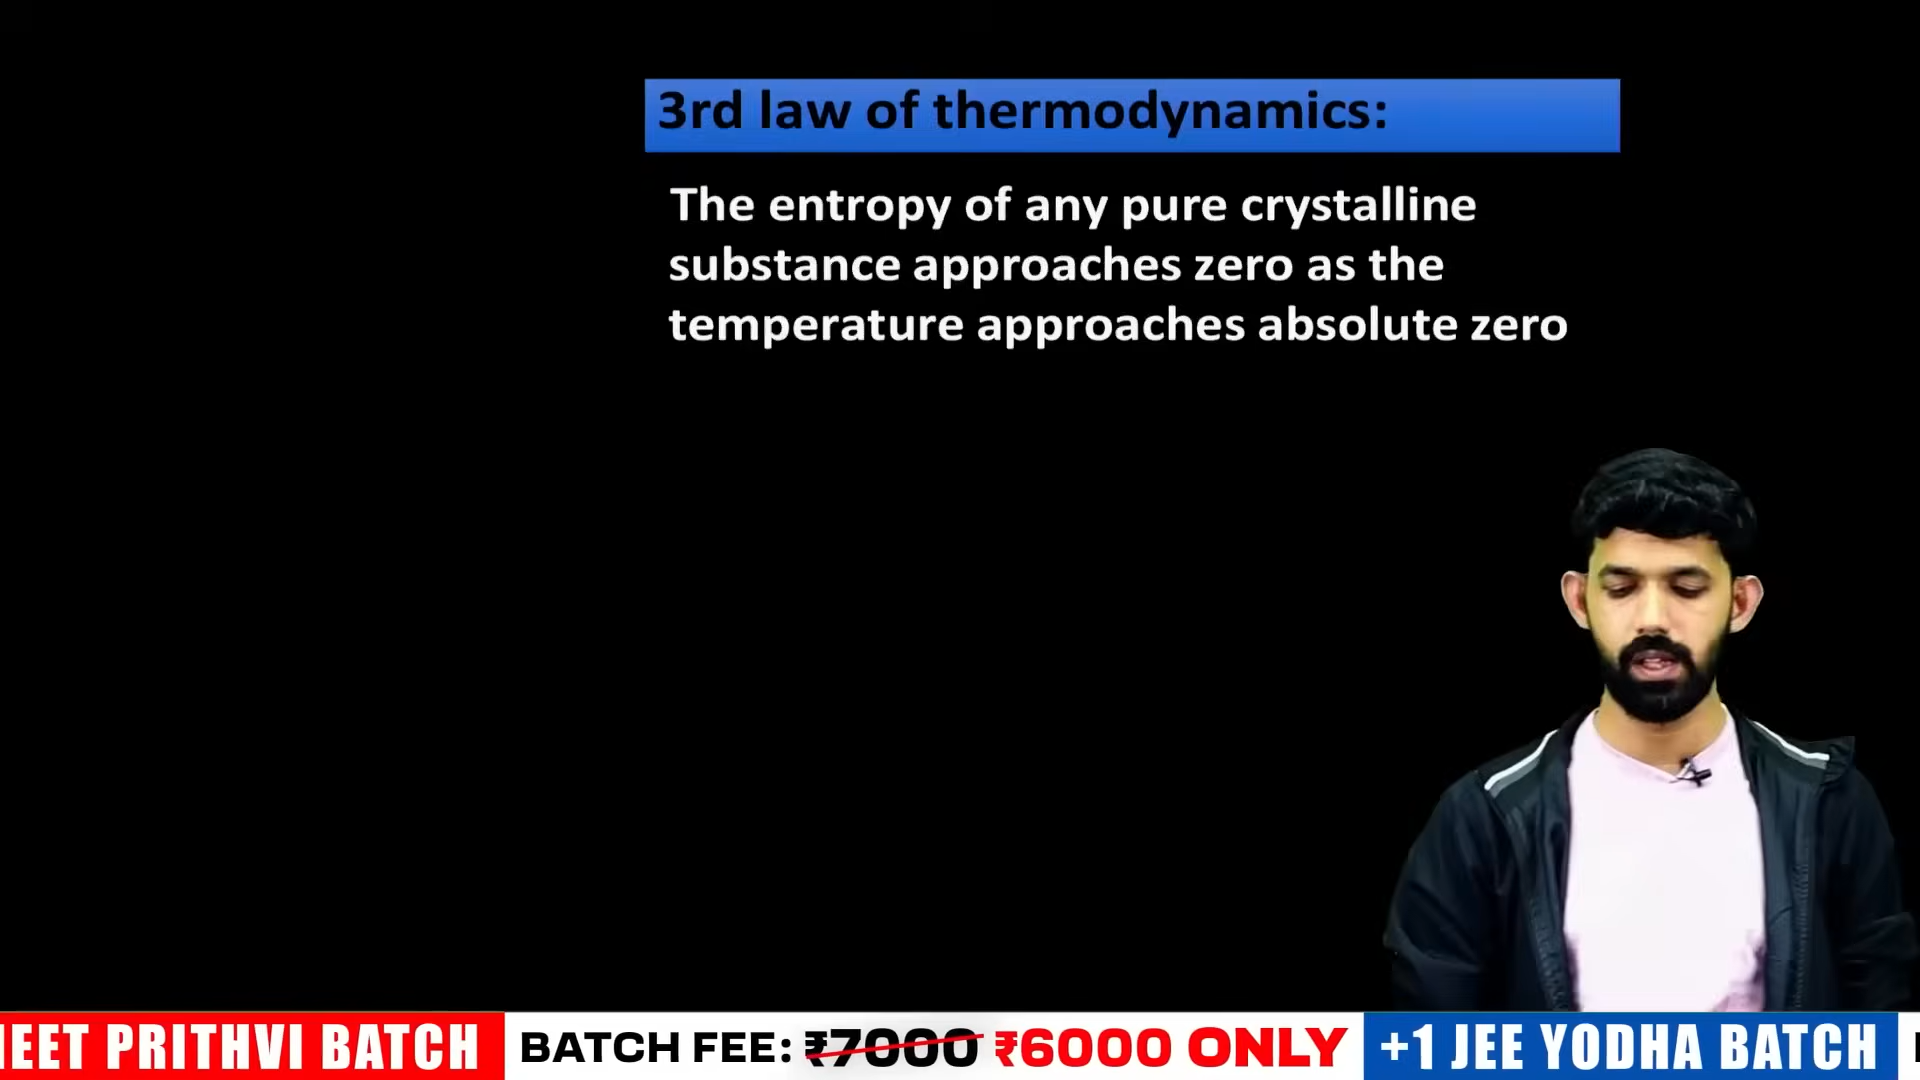 3rd law of thermodynamics:
The entropy of any pure crystalline
substance approaches zero as the
temperature approaches absolute zero
PRITHVI BATCH BATCH FEE: ₹7000 ₹6000 ONLY +1 JEE YODHA BATCH